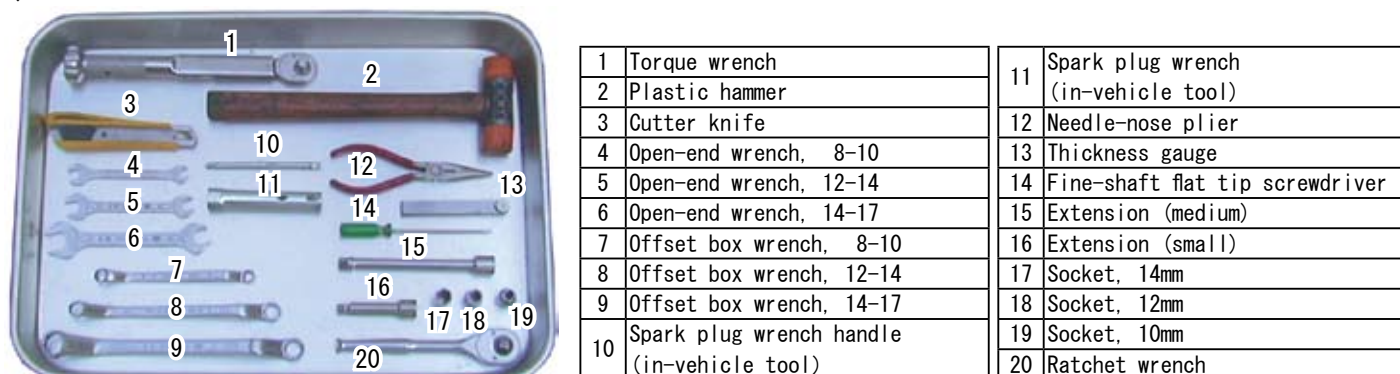 1
2
3
4
5
6
7
8
9
10
11
12
13
14
15
16
17
18
19
20
1 Torque wrench
2 Plastic hammer
3 Cutter knife
4 Open-end wrench, 8-10
5 Open-end wrench, 12-14
6 Open-end wrench, 14-17
7 Offset box wrench, 8-10
8 Offset box wrench, 12-14
9 Offset box wrench, 14-17
10 Spark plug wrench handle
(in-vehicle tool)
11 Spark plug wrench
(in-vehicle tool)
12 Needle-nose plier
13 Thickness gauge
14 Fine-shaft flat tip screwdriver
15 Extension (medium)
16 Extension (small)
17 Socket, 14mm
18 Socket, 12mm
19 Socket, 10mm
20 Ratchet wrench